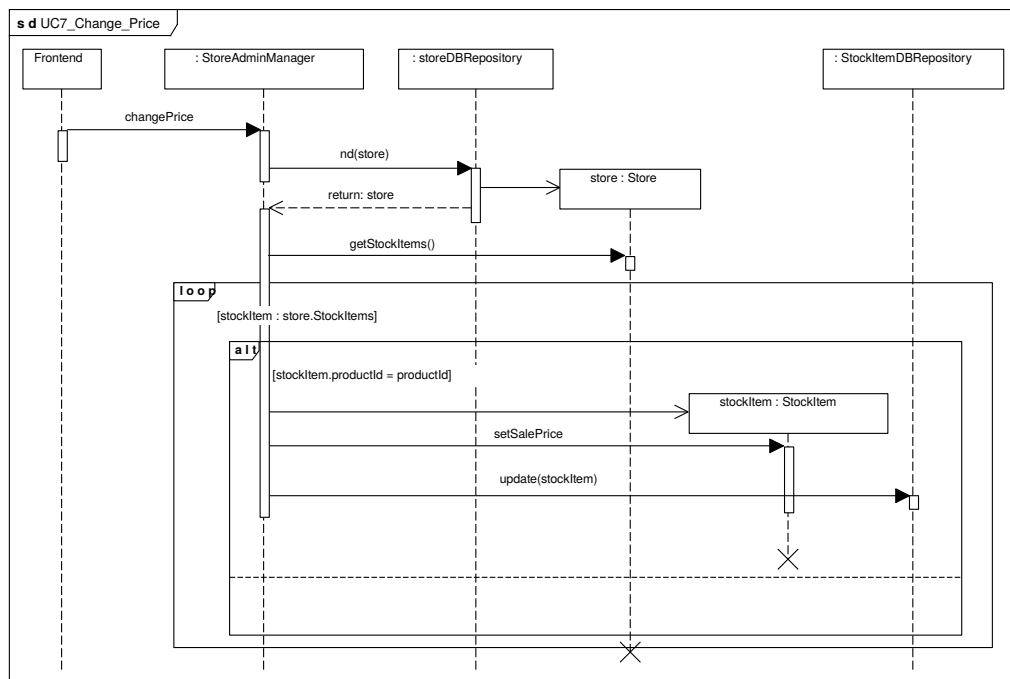 sd UC7_Change_Price
Frontend
: StoreAdminManager
: storeDBRepository
: StockItemDBRepository
changePrice
nd(store)
store : Store
return: store
getStockItems()
loop
[stockItem : store.StockItems]
alt
[stockItem.productId = productId]
stockItem : StockItem
setSalePrice
update(stockItem)